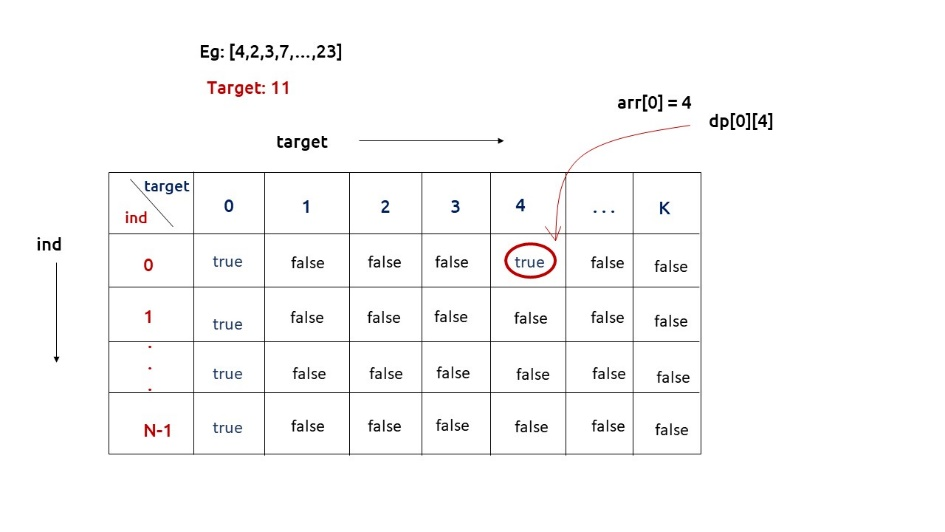 Eg: [4,2,3,7,...,23]
Target: 11
arr[0] = 4
dp[0][4]
target
target
ind
0 1 2 3 4 ... K
ind
0 true false false false true false false
1 true false false false false false false
. true false false false false false false
.
.
N-1 true false false false false false false